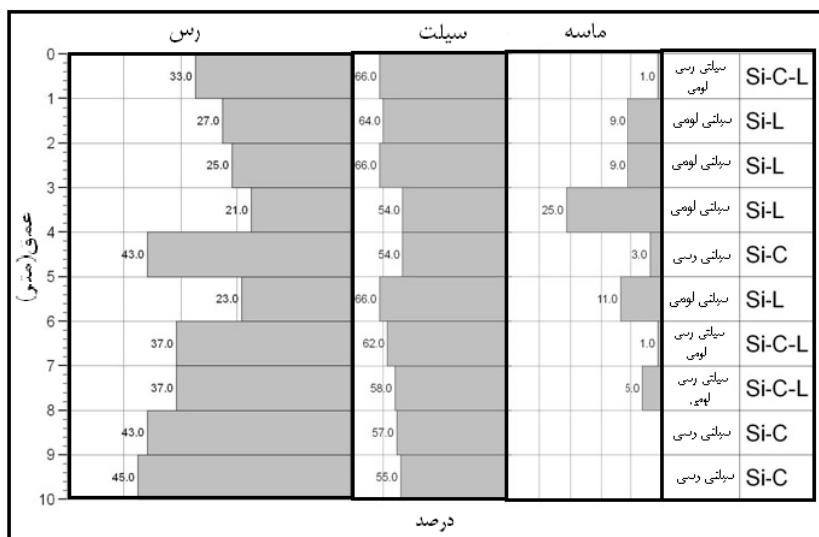 رس سیلت ماسه
0
33.0 66.0 1.0 سیلتی رسی لومی Si-C-L
1
27.0 64.0 9.0 سیلتی لومی Si-L
2
25.0 66.0 9.0 سیلتی لومی Si-L
3
21.0 54.0 25.0 سیلتی لومی Si-L
4
43.0 54.0 3.0 سیلتی رسی Si-C
5
23.0 66.0 11.0 سیلتی لومی Si-L
6
37.0 62.0 1.0 سیلتی رسی لومی Si-C-L
7
37.0 58.0 5.0 سیلتی رسی لومی Si-C-L
8
43.0 57.0 سیلتی رسی Si-C
9
45.0 55.0 سیلتی رسی Si-C
10
عمق(متر)
درصد